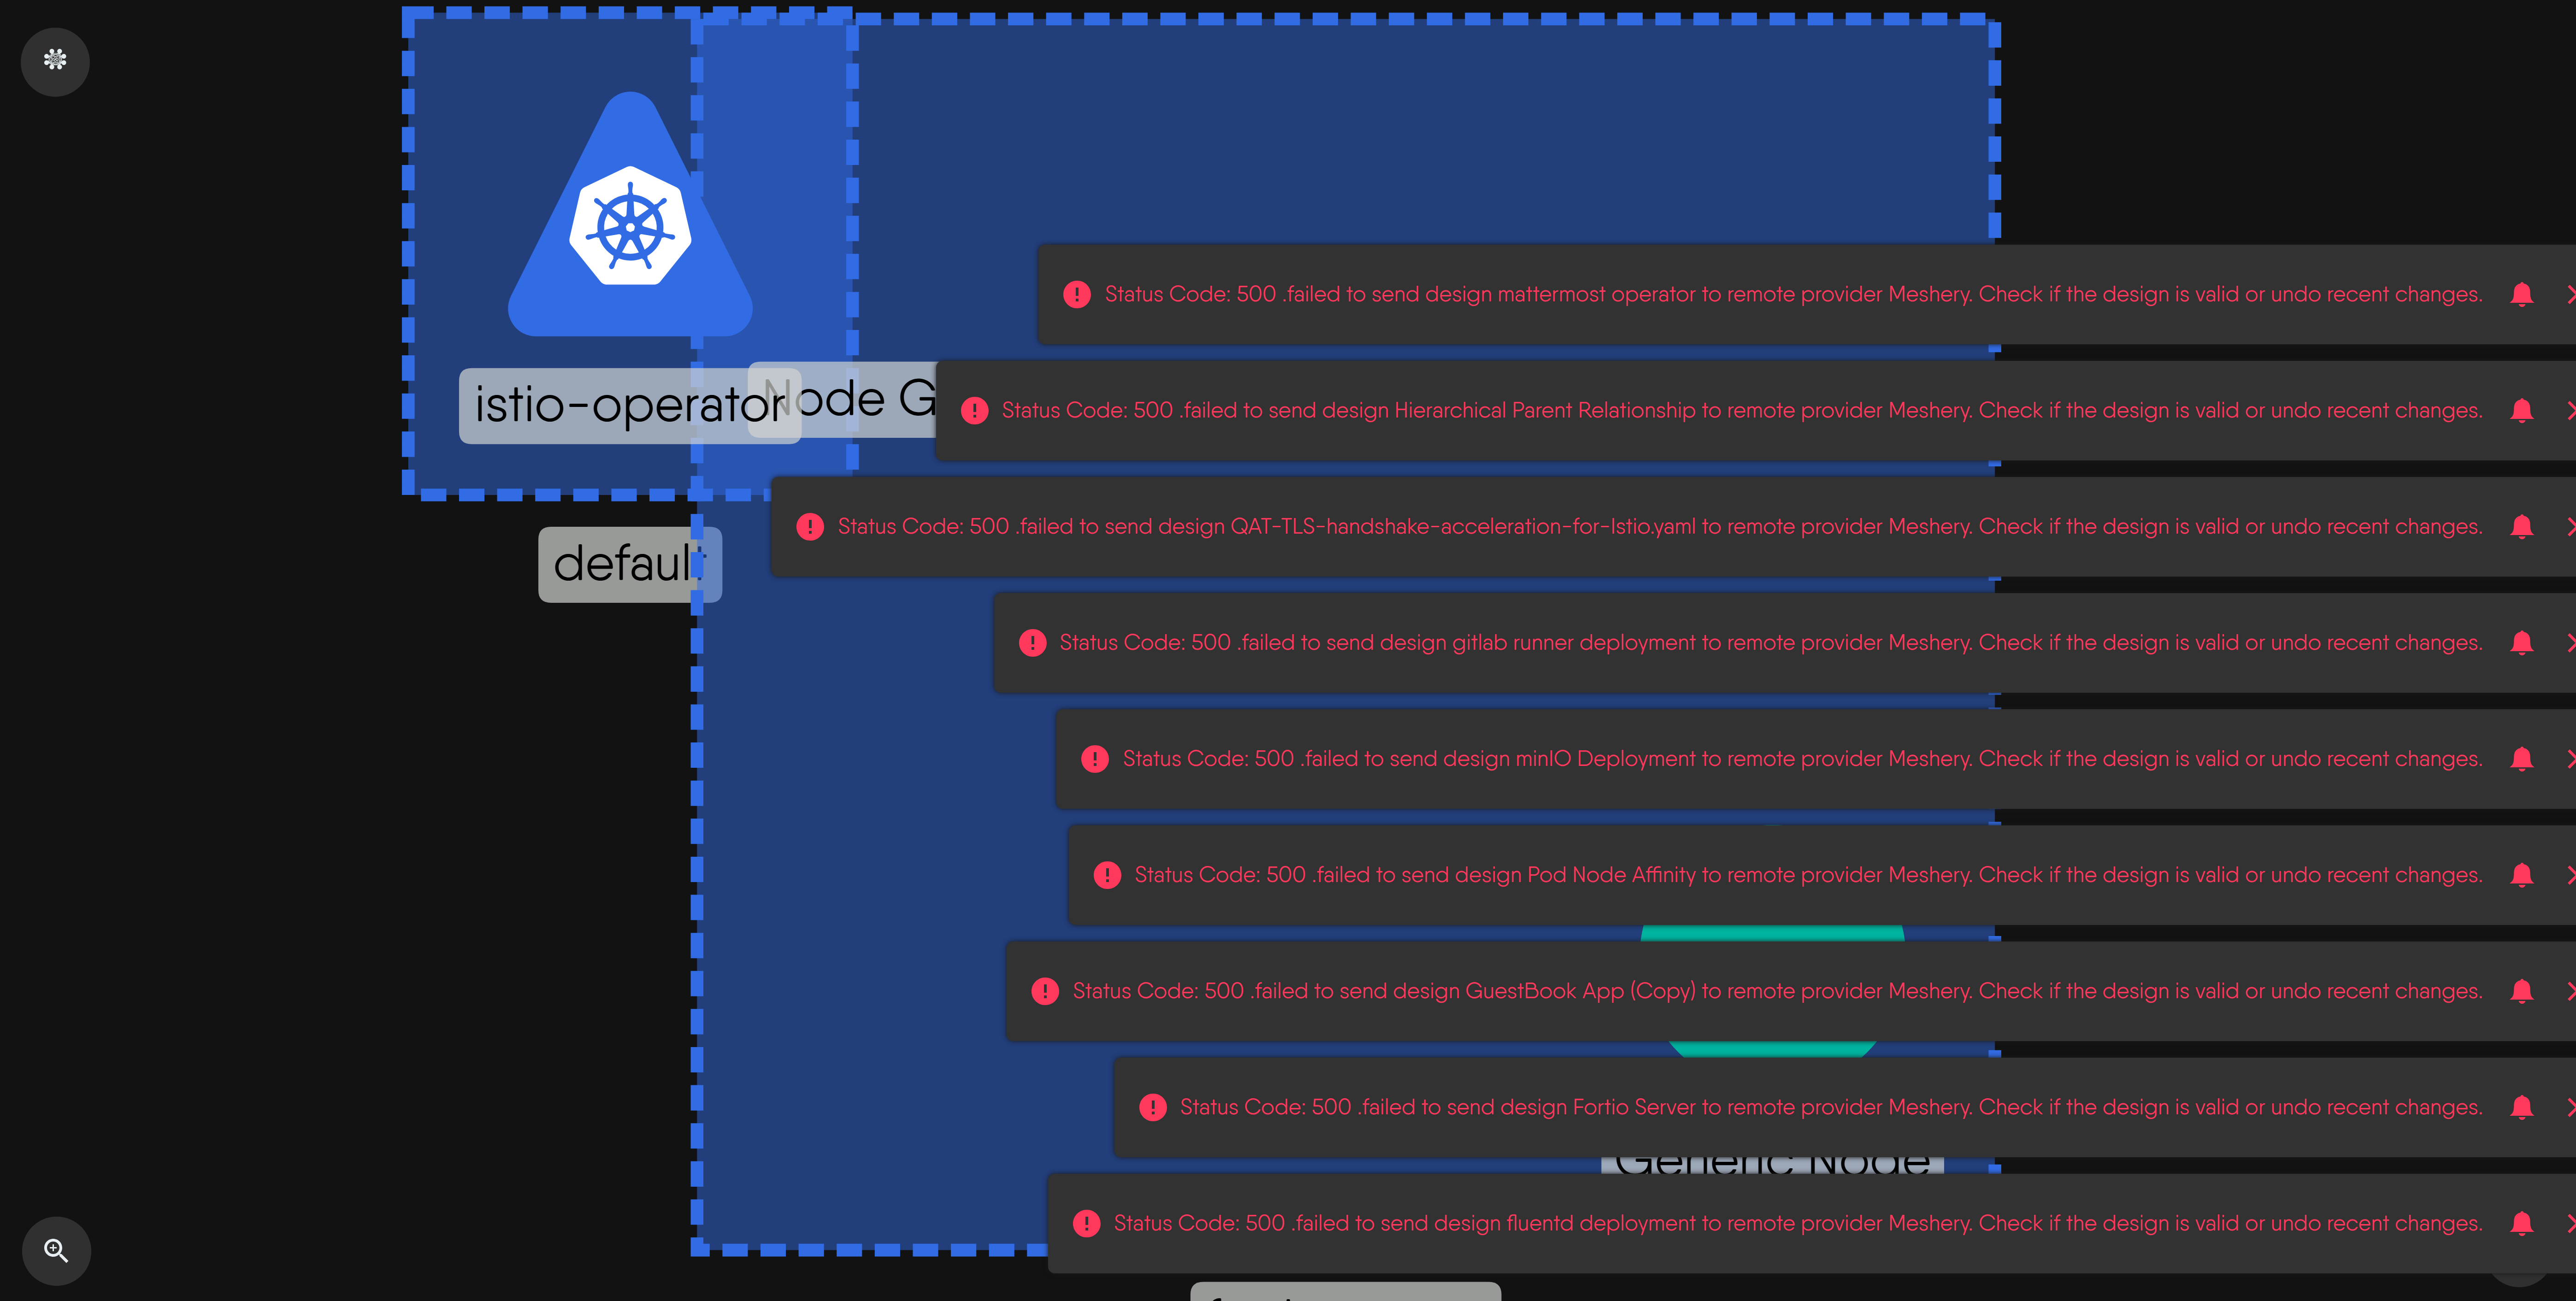 Status Code: 500 .failed to send design mattermost operator to remote provider Meshery. Check if the design is valid or undo recent changes.
istio-operator
Node G
Status Code: 500 .failed to send design Hierarchical Parent Relationship to remote provider Meshery. Check if the design is valid or undo recent changes.
Status Code: 500 .failed to send design QAT-TLS-handshake-acceleration-for-Istio.yaml to remote provider Meshery. Check if the design is valid or undo recent changes.
default
Status Code: 500 .failed to send design gitlab runner deployment to remote provider Meshery. Check if the design is valid or undo recent changes.
Status Code: 500 .failed to send design minIO Deployment to remote provider Meshery. Check if the design is valid or undo recent changes.
Status Code: 500 .failed to send design Pod Node Affinity to remote provider Meshery. Check if the design is valid or undo recent changes.
Status Code: 500 .failed to send design GuestBook App (Copy) to remote provider Meshery. Check if the design is valid or undo recent changes.
Status Code: 500 .failed to send design Fortio Server to remote provider Meshery. Check if the design is valid or undo recent changes.
Generic Node
Status Code: 500 .failed to send design fluentd deployment to remote provider Meshery. Check if the design is valid or undo recent changes.